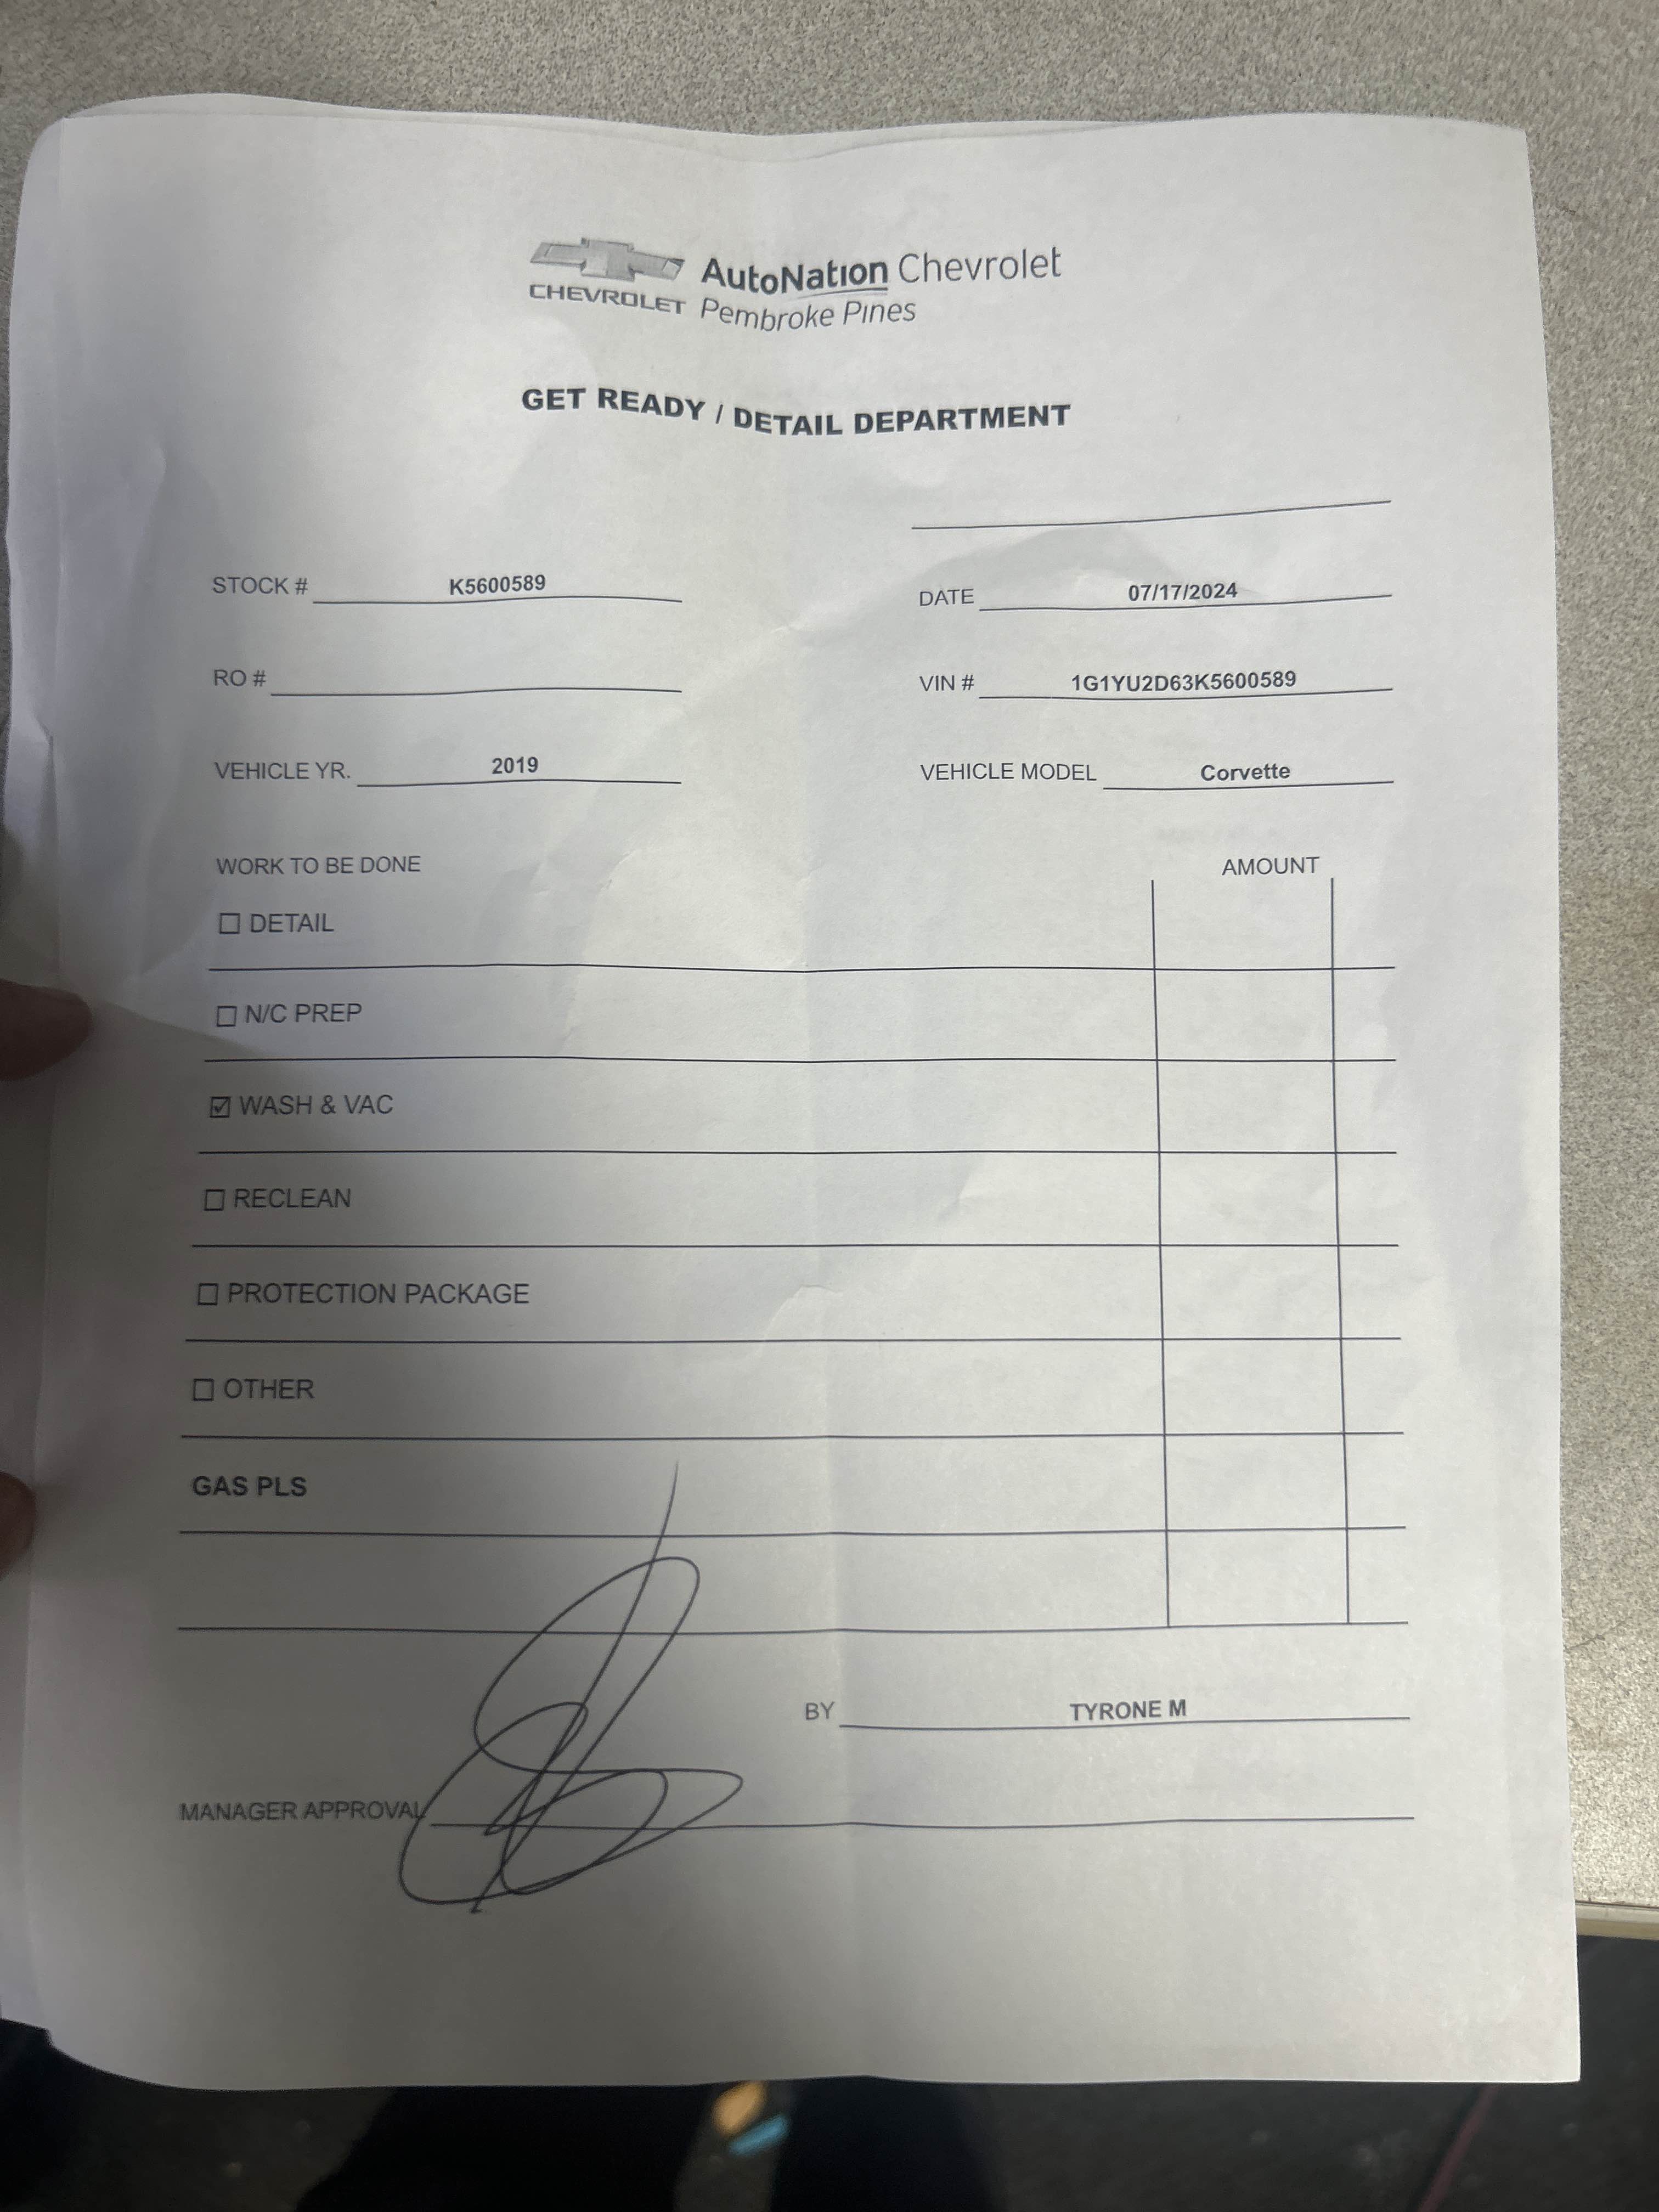 AutoNation Chevrolet
CHEVROLET Pembroke Pines
GET READY / DETAIL DEPARTMENT
STOCK # K5600589 DATE 07/17/2024
RO # VIN # 1G1YU2D63K5600589
VEHICLE YR. 2019 VEHICLE MODEL Corvette
WORK TO BE DONE AMOUNT
☐ DETAIL
☐ N/C PREP
☑ WASH & VAC
☐ RECLEAN
☐ PROTECTION PACKAGE
☐ OTHER
GAS PLS
BY TYRONE M
MANAGER APPROVAL